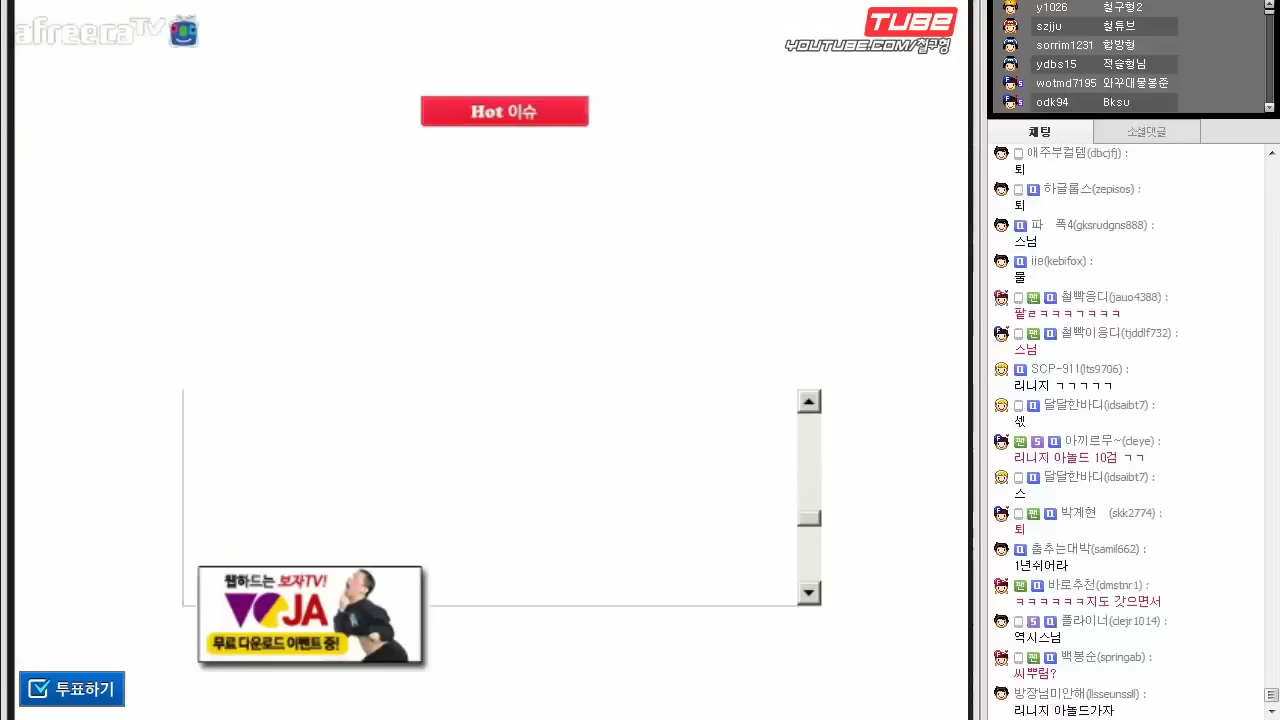 afreecaTV
TUBE
YOUTUBE.COM/철구형
Hot 이슈
웹하드는 보자TV!
VOJA
무료 다운로드 이벤트 중!
투표하기
y1026 철구형2
szjju 철튜브
sorrim1231 합방형
ydbs15 적슬형님
wotmd7195 와꾸대물봉준
odk94 Bksu
채팅 소셜댓글
애주부컬템(dbcjfj) :
퇴
하글롭스(zepisos) :
퇴
파 쪽4(gksrudgns888) :
스님
iie(kebifox) :
물
철빡응디(jauo4388) :
팔ㄹㅋㅋㅋㄱㅋㅋㅋ
철빡이응디(tjddlf732) :
스님
SCP-911(lts9706) :
리니지 ㄱㄱㄱㄱㄱ
달달한바디(idsaibt7) :
셊
아끼르무~(cleye) :
리니지 아놀드 10검 ㄱㄱ
달달한바디(idsaibt7) :
스
박계현 (skk2774) :
퇴
춤추는대박(samil662) :
1년쉬어라
바로추천(dmstnr1) :
ㅋㅋㅋㅋㅋㅋ지도 갓으면서
플라이너(clejr1014) :
역시스님
백봉순(springab) :
씨뿌림?
방장님미안해(llsseunssll) :
리니지 아놀드가자